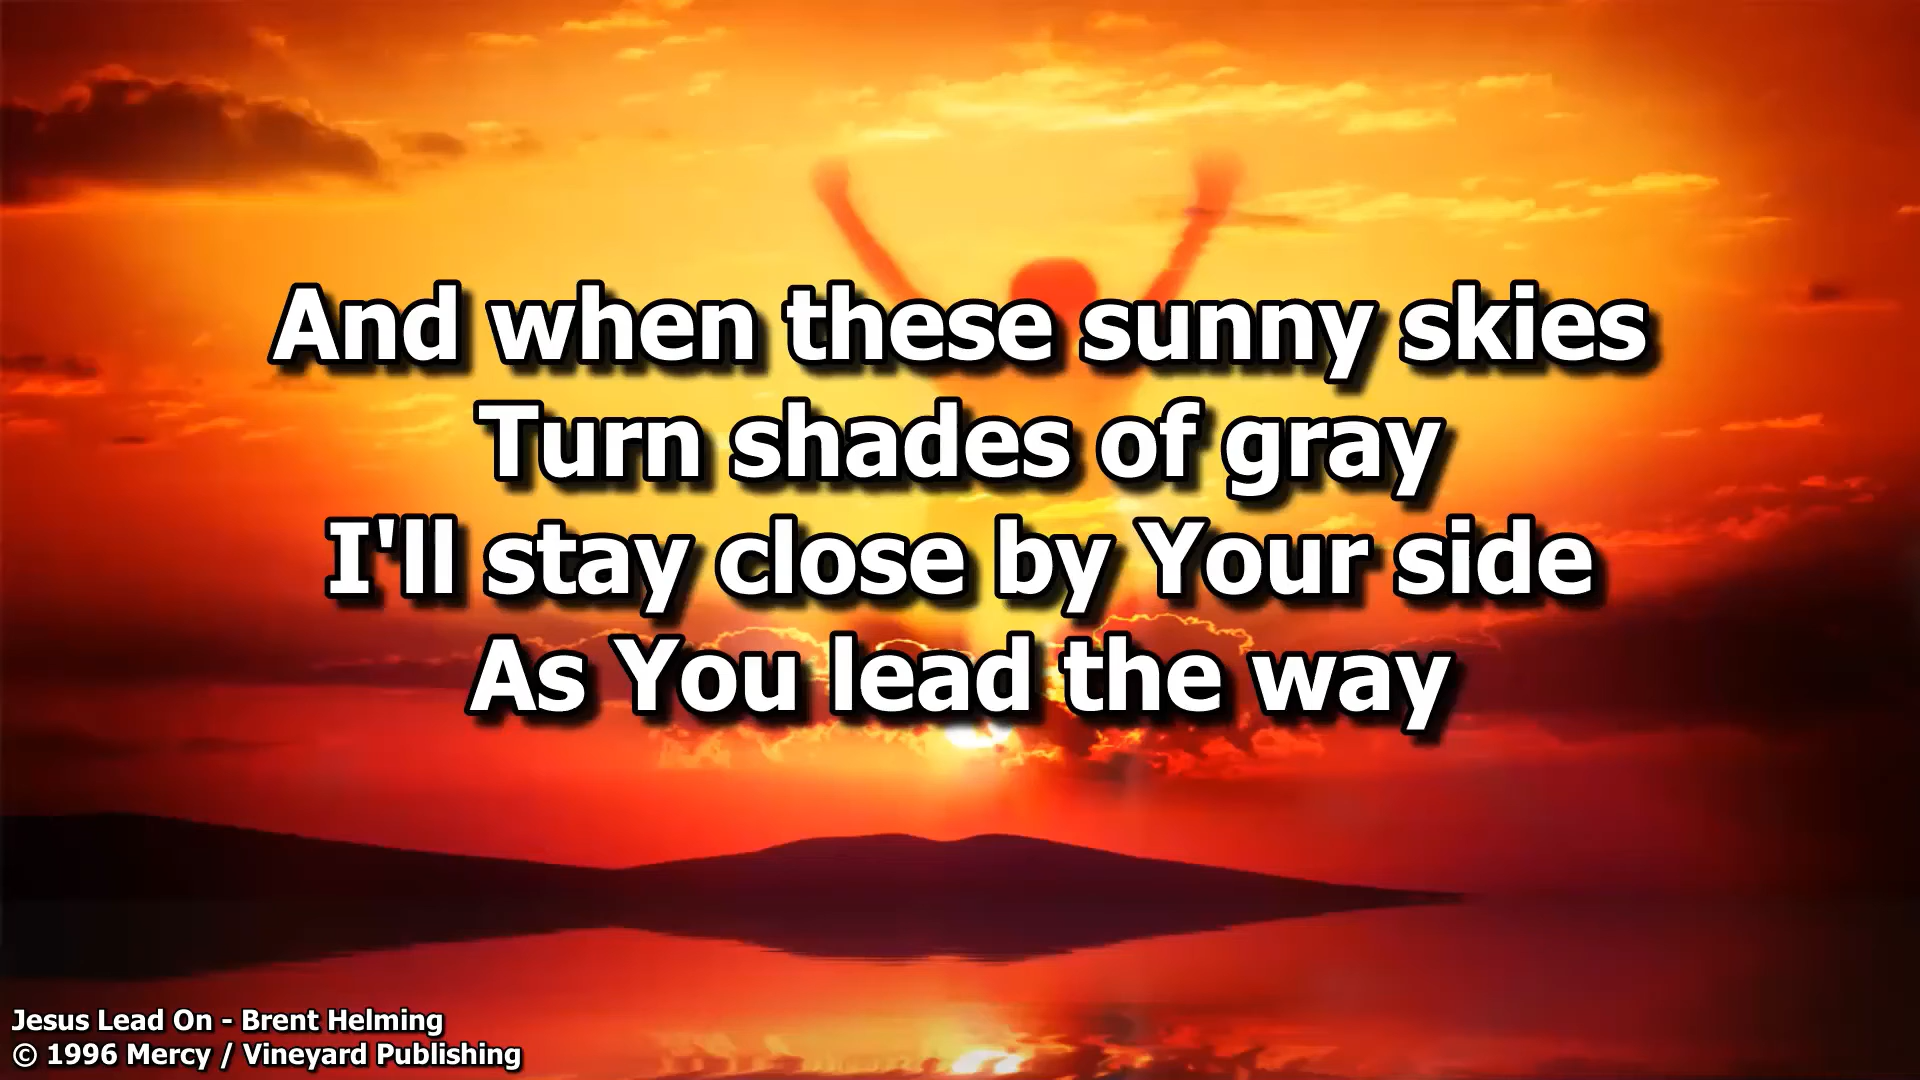 And when these sunny skies
Turn shades of gray
I'll stay close by Your side
As You lead the way
Jesus Lead On - Brent Helming
© 1996 Mercy / Vineyard Publishing